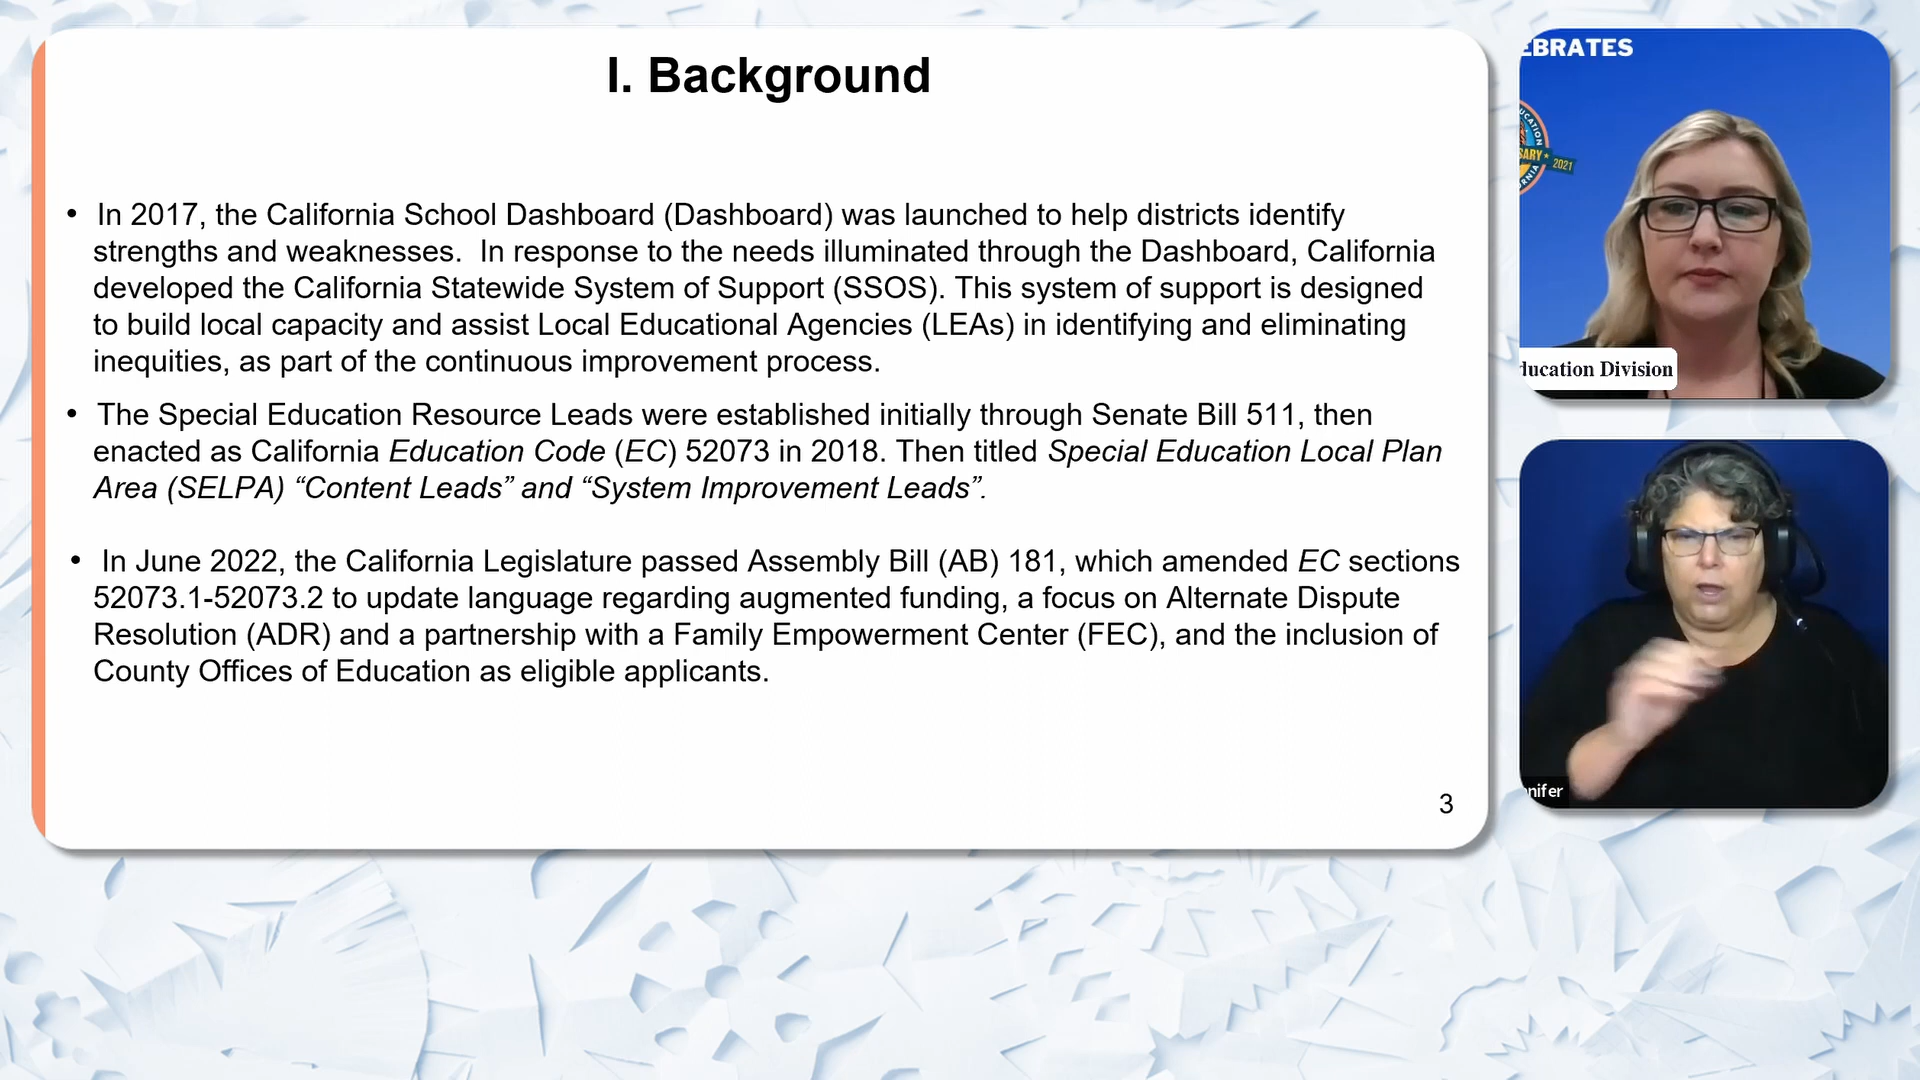 I. Background
• In 2017, the California School Dashboard (Dashboard) was launched to help districts identify
strengths and weaknesses.  In response to the needs illuminated through the Dashboard, California
developed the California Statewide System of Support (SSOS). This system of support is designed
to build local capacity and assist Local Educational Agencies (LEAs) in identifying and eliminating
inequities, as part of the continuous improvement process.
• The Special Education Resource Leads were established initially through Senate Bill 511, then
enacted as California Education Code (EC) 52073 in 2018. Then titled Special Education Local Plan
Area (SELPA) “Content Leads” and “System Improvement Leads”.
• In June 2022, the California Legislature passed Assembly Bill (AB) 181, which amended EC sections
52073.1-52073.2 to update language regarding augmented funding, a focus on Alternate Dispute
Resolution (ADR) and a partnership with a Family Empowerment Center (FEC), and the inclusion of
County Offices of Education as eligible applicants.
3
EBRATES
UCATION
SARY
2021
RNIA
ducation Division
nifer